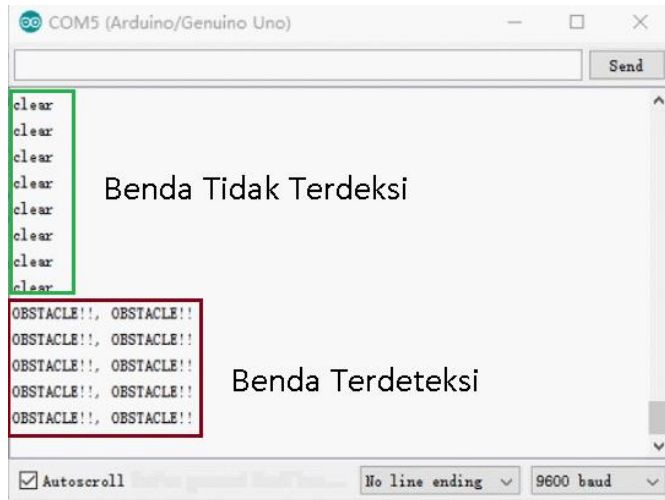 COM5 (Arduino/Genuino Uno)
Send
clear
clear
clear
clear
clear
clear
clear
clear
Benda Tidak Terdeksi
OBSTACLE!!, OBSTACLE!!
OBSTACLE!!, OBSTACLE!!
OBSTACLE!!, OBSTACLE!!
OBSTACLE!!, OBSTACLE!!
OBSTACLE!!, OBSTACLE!!
Benda Terdeteksi
Autoscroll
No line ending
9600 baud